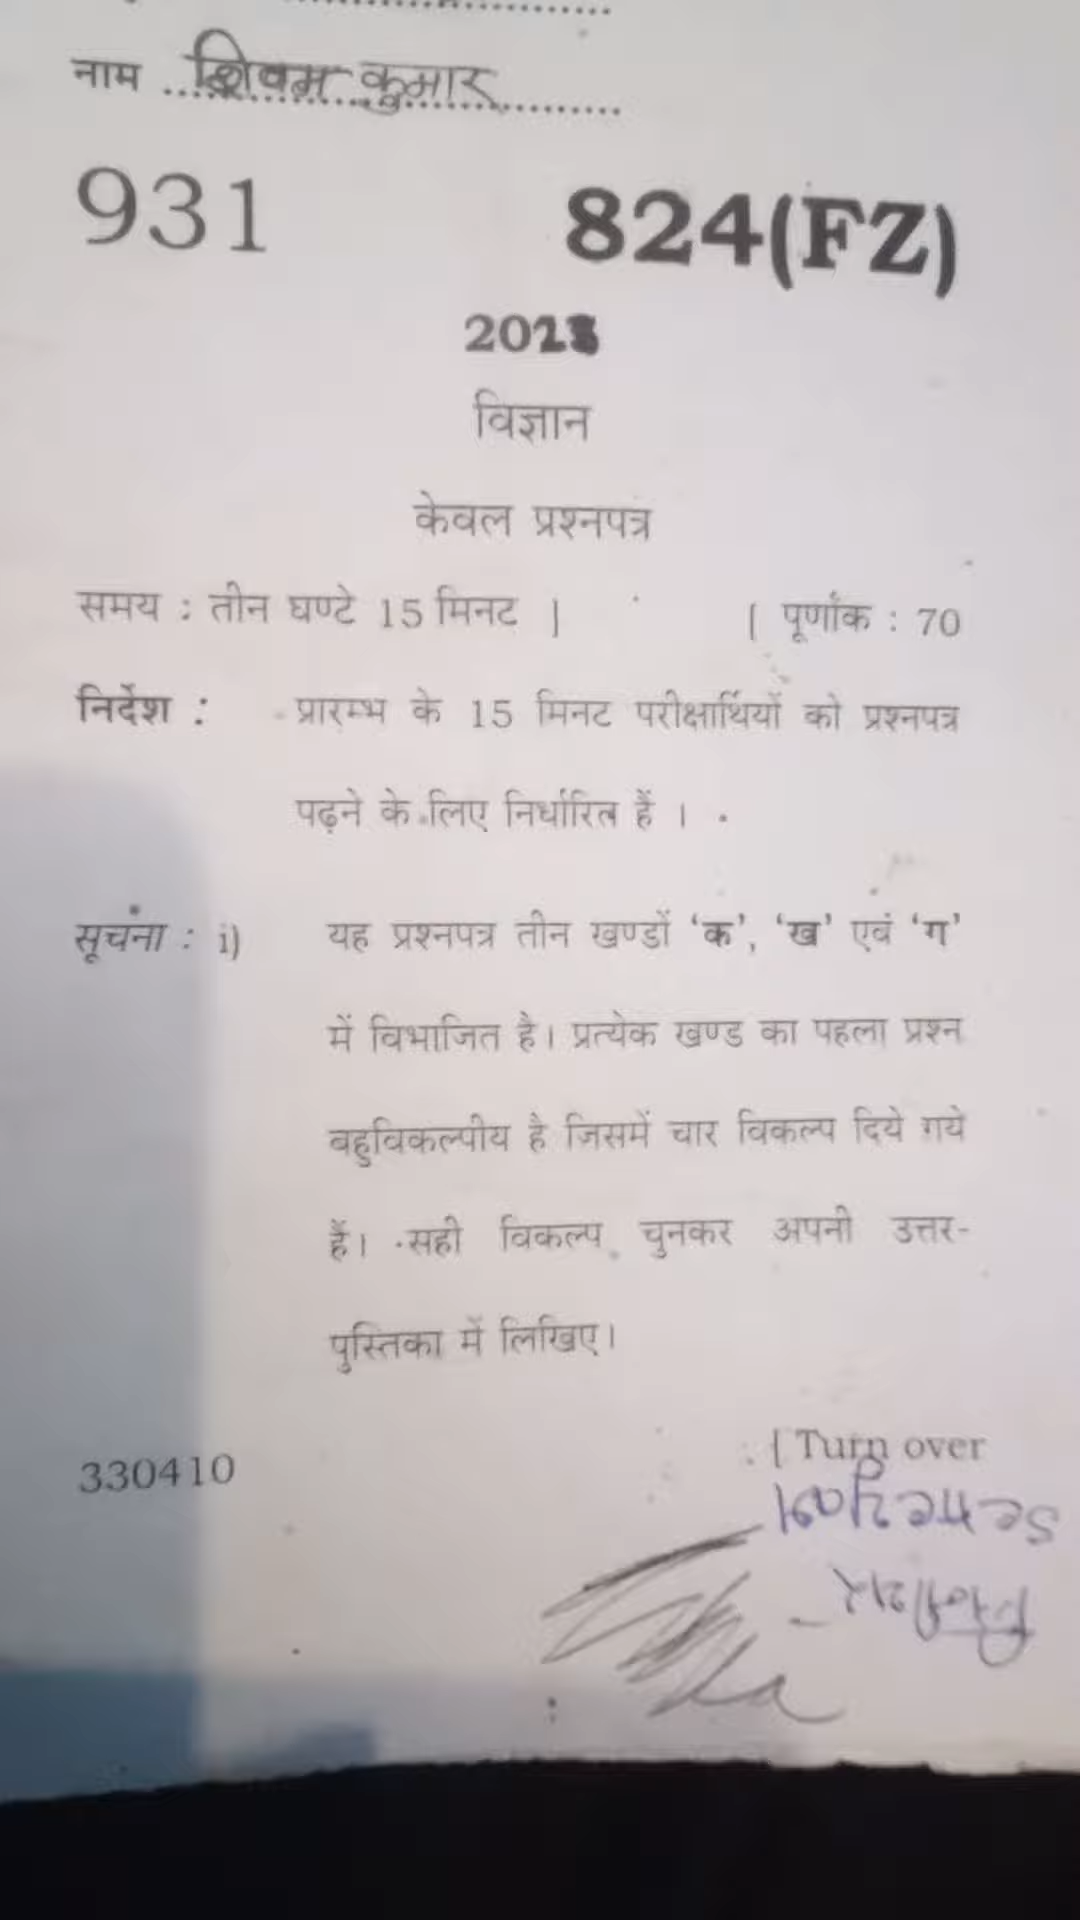 नाम शिवम कुमार
931 824(FZ)
विज्ञान
केवल प्रश्नपत्र
समय : तीन घण्टे 15 मिनट | [ पूर्णांक : 70
निर्देश : प्रारम्भ के 15 मिनट परीक्षार्थियों को प्रश्नपत्र
पढ़ने के लिए निर्धारित हैं ।
सूचना : i) यह प्रश्नपत्र तीन खण्डों ‘क’, ‘ख’ एवं ‘ग’
में विभाजित है। प्रत्येक खण्ड का पहला प्रश्न
बहुविकल्पीय है जिसमें चार विकल्प दिये गये
हैं। सही विकल्प चुनकर अपनी उत्तर-
पुस्तिका में लिखिए।
330410 [ Turn over